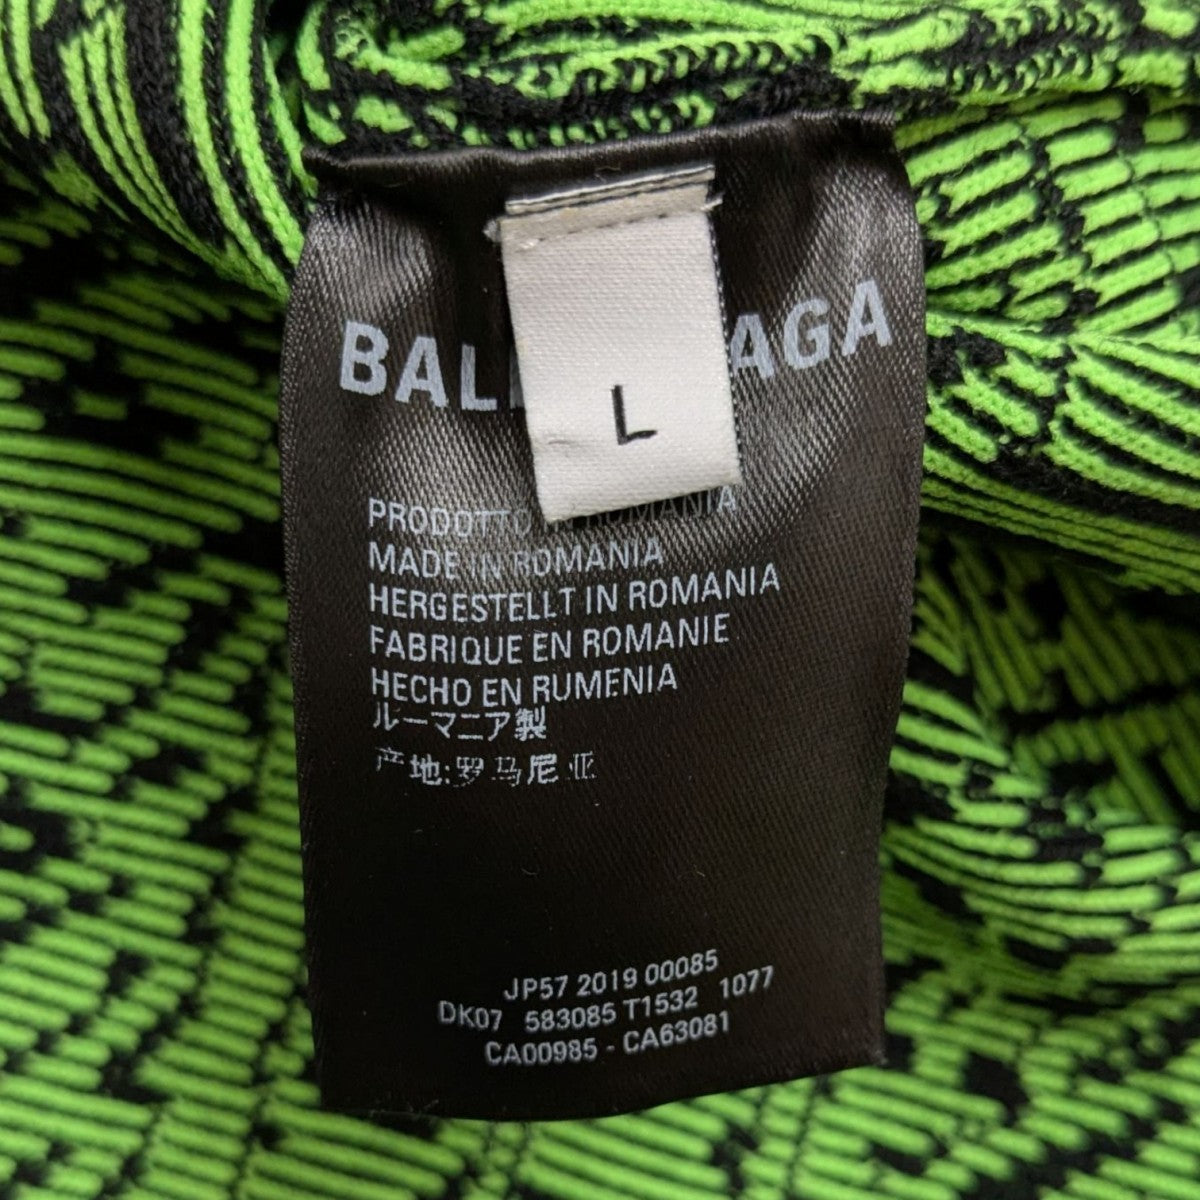 BAL AGA
L
PRODOTTO ROMANIA
MADE IN ROMANIA
HERGESTELLT IN ROMANIA
FABRIQUE EN ROMANIE
HECHO EN RUMENIA
ルーマニア製
产地:罗马尼亚
JP57 2019 00085
DK07 583085 T1532 1077
CA00985 - CA63081